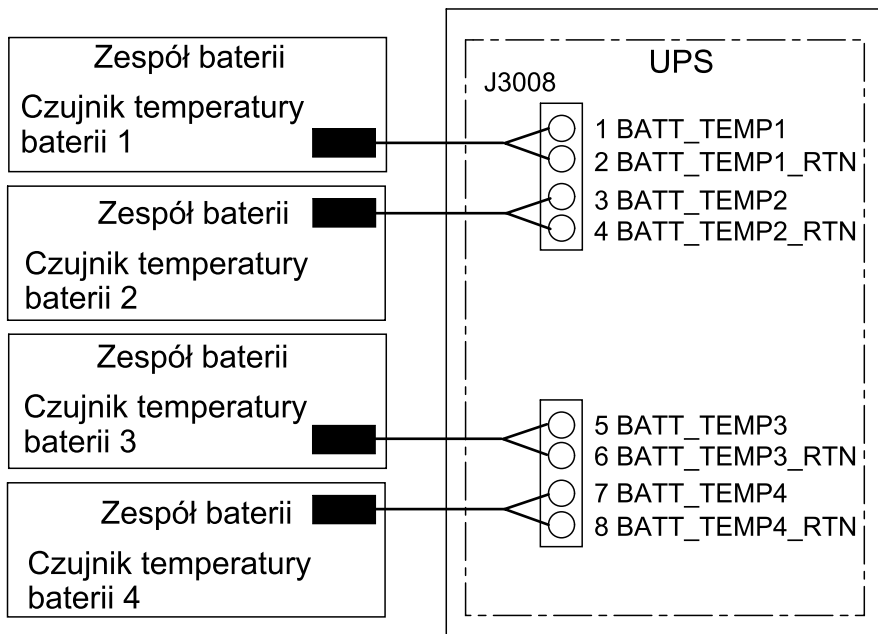 Zespół baterii
Czujnik temperatury
baterii 1
Zespół baterii
Czujnik temperatury
baterii 2
Zespół baterii
Czujnik temperatury
baterii 3
Zespół baterii
Czujnik temperatury
baterii 4
UPS
J3008
1 BATT_TEMP1
2 BATT_TEMP1_RTN
3 BATT_TEMP2
4 BATT_TEMP2_RTN
5 BATT_TEMP3
6 BATT_TEMP3_RTN
7 BATT_TEMP4
8 BATT_TEMP4_RTN